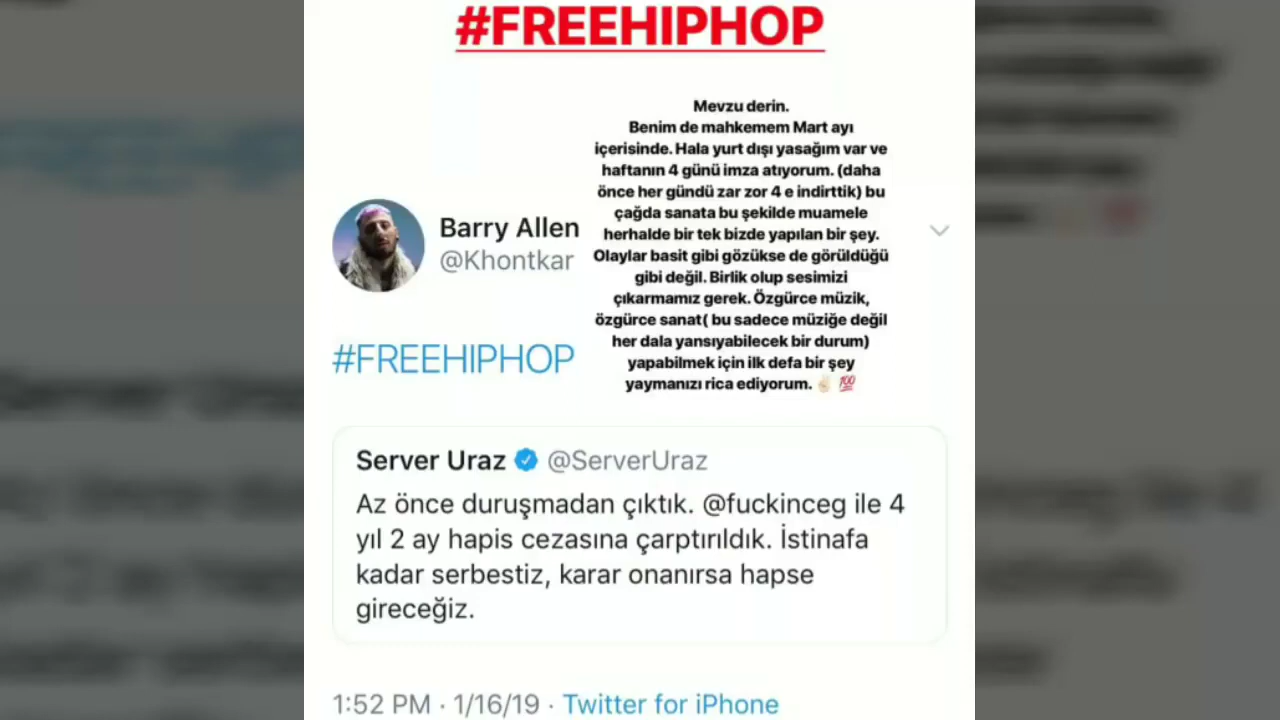 #FREEHIPHOP
Mevzu derin.
Benim de mahkemem Mart ayı
içerisinde. Hala yurt dışı yasağım var ve
haftanın 4 günü imza atıyorum. (daha
önce her gündü zar zor 4 e indirttik) bu
çağda sanata bu şekilde muamele
herhalde bir tek bizde yapılan bir şey.
Olaylar basit gibi gözükse de görüldüğü
gibi değil. Birlik olup sesimizi
çıkarmamız gerek. Özgürce müzik,
özgürce sanat( bu sadece müziğe değil
her dala yansıyabilecek bir durum)
yapabilmek için ilk defa bir şey
yaymanızı rica ediyorum. ☝🏻 💯
Barry Allen
@Khontkar
#FREEHIPHOP
Server Uraz @ServerUraz
Az önce duruşmadan çıktık. @fuckinceg ile 4
yıl 2 ay hapis cezasına çarptırıldık. İstinafa
kadar serbestiz, karar onanırsa hapse
gireceğiz.
1:52 PM · 1/16/19 · Twitter for iPhone